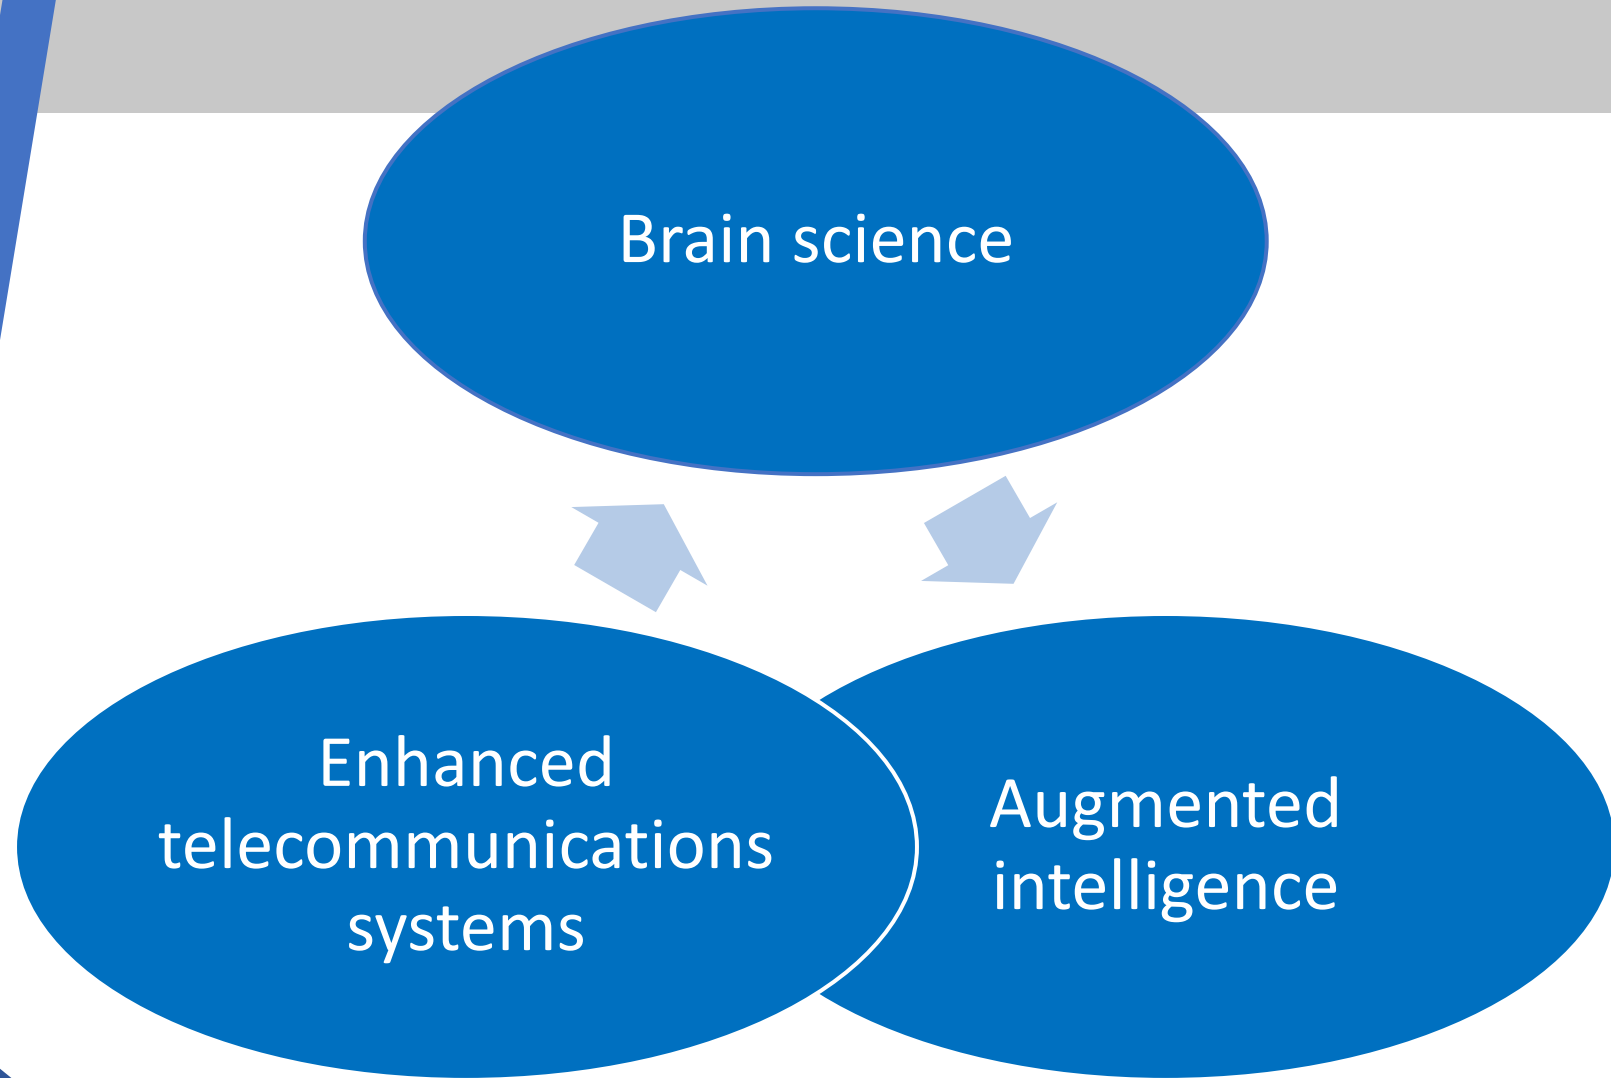 Brain science
Enhanced
telecommunications
systems
Augmented
intelligence